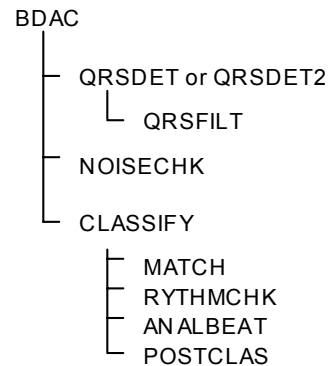 BDAC
QRSDET or QRSDET2
QRSFILT
NOISECHK
CLASSIFY
MATCH
RYTHMCHK
ANALBEAT
POSTCLAS